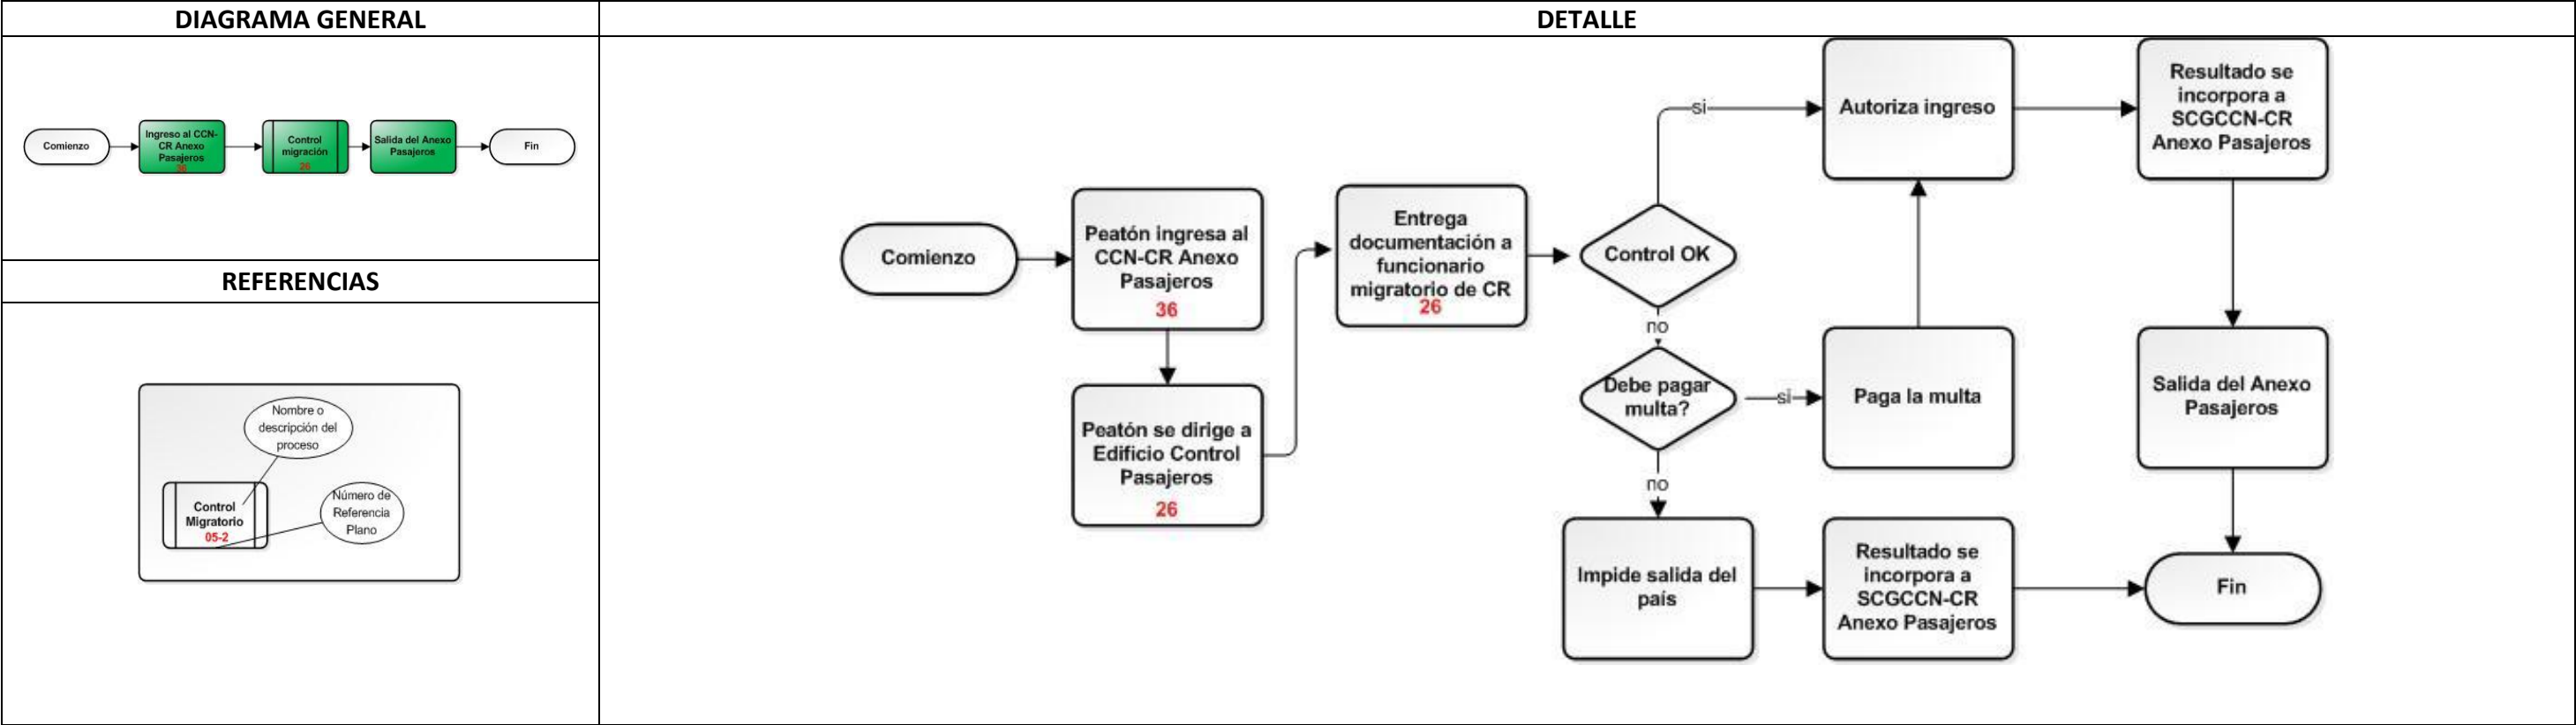 DIAGRAMA GENERAL
Comienzo
Ingreso al CCN-
CR Anexo
Pasajeros
36
Control
migración
26
Salida del Anexo
Pasajeros
Fin
REFERENCIAS
Nombre o
descripción del
proceso
Control
Migratorio
05-2
Número de
Referencia
Plano
DETALLE
Comienzo
Peatón ingresa al
CCN-CR Anexo
Pasajeros
36
Peatón se dirige a
Edificio Control
Pasajeros
26
Entrega
documentación a
funcionario
migratorio de CR
26
Control OK
si
no
Debe pagar
multa?
si
no
Autoriza ingreso
Paga la multa
Resultado se
incorpora a
SCGCCN-CR
Anexo Pasajeros
Salida del Anexo
Pasajeros
Impide salida del
país
Resultado se
incorpora a
SCGCCN-CR
Anexo Pasajeros
Fin